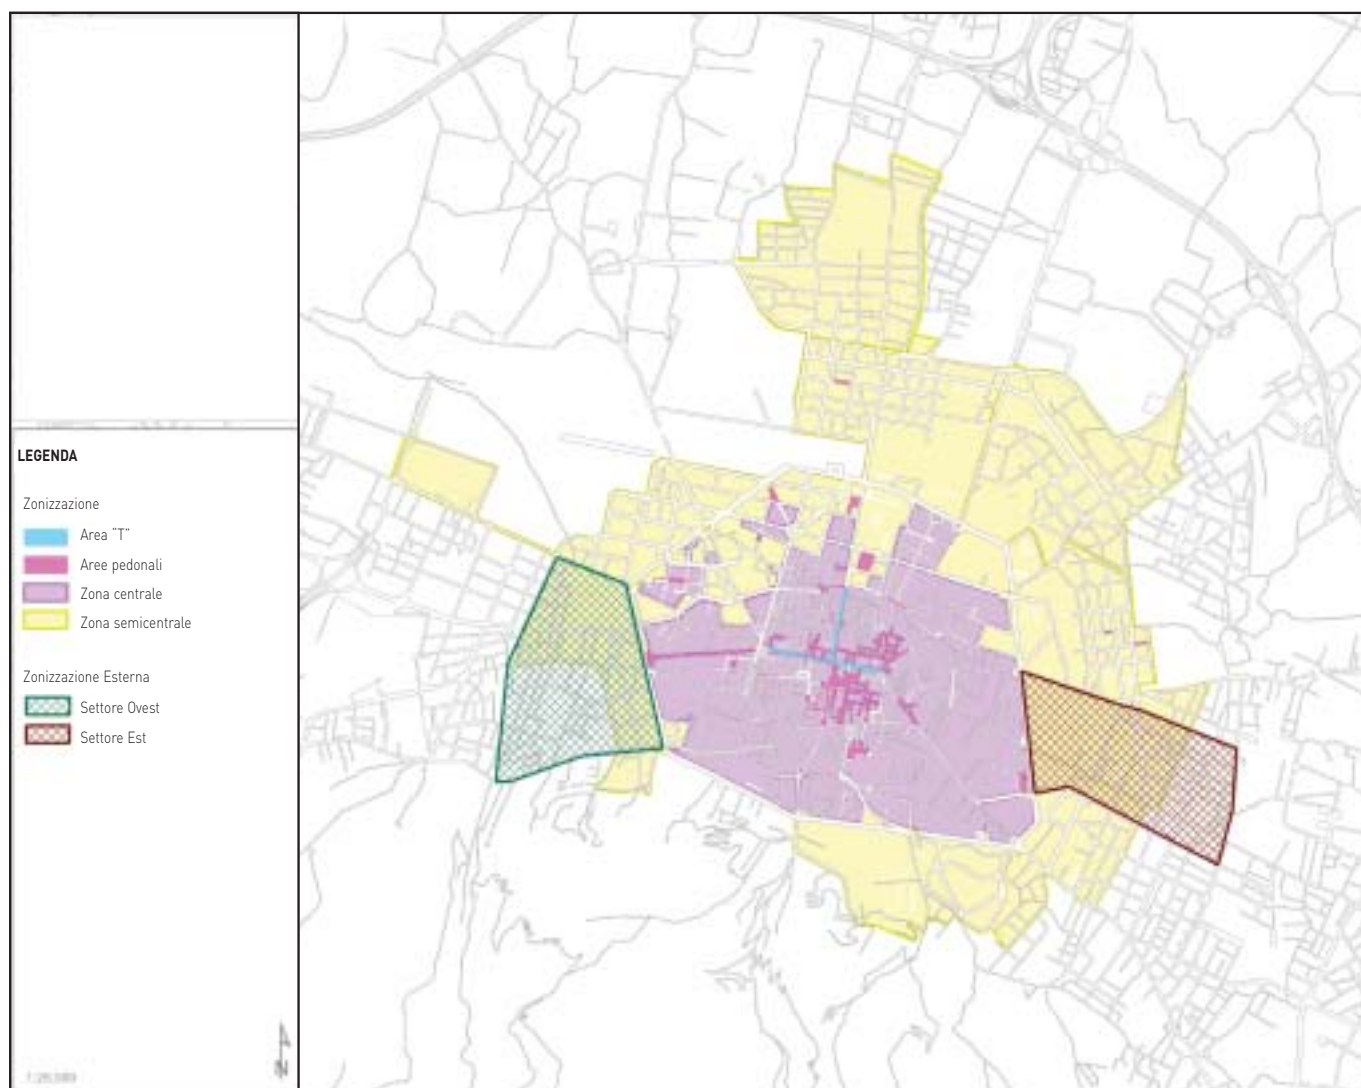 LEGENDA
Zonizzazione
Area "T"
Aree pedonali
Zona centrale
Zona semicentrale
Zonizzazione Esterna
Settore Ovest
Settore Est